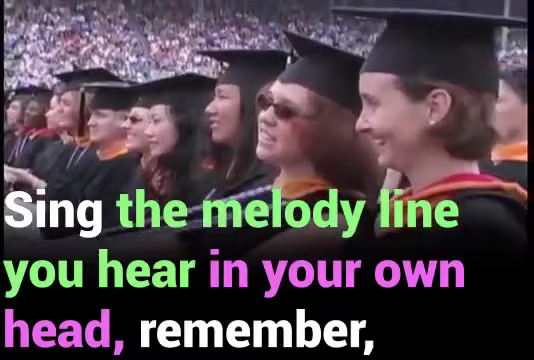 Sing the melody line
you hear in your own
head, remember,